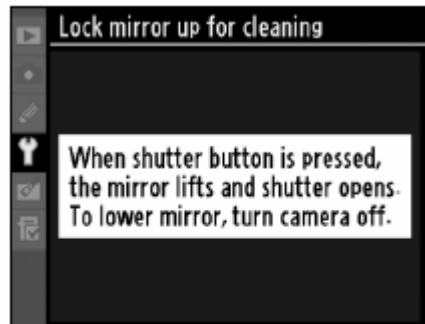 Lock mirror up for cleaning
When shutter button is pressed,
the mirror lifts and shutter opens.
To lower mirror, turn camera off.